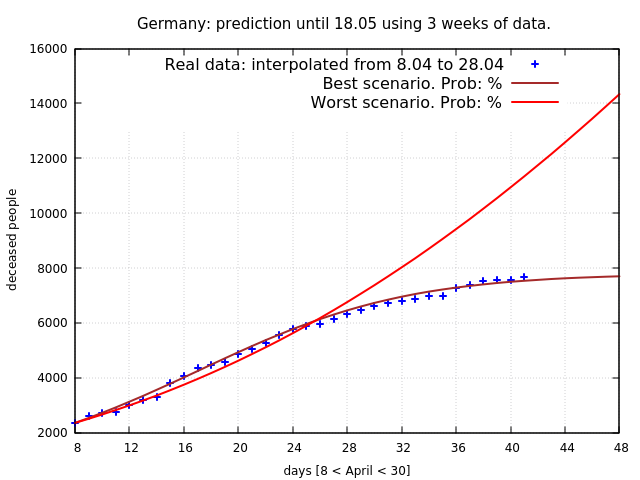 Germany: prediction until 18.05 using 3 weeks of data.
Real data: interpolated from 8.04 to 28.04
Best scenario. Prob: %
Worst scenario. Prob: %
16000
14000
12000
10000
8000
6000
4000
2000
deceased people
8 12 16 20 24 28 32 36 40 44 48
days [8 < April < 30]